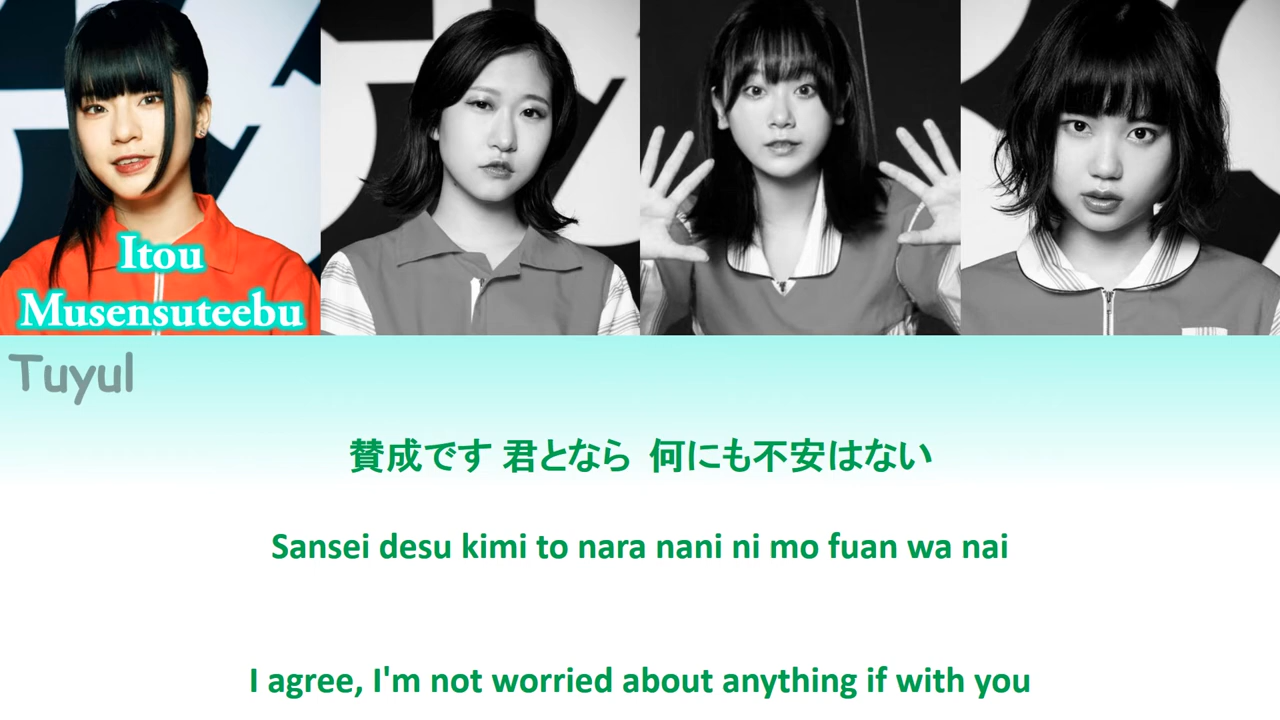 Itou
Musensuteebu
Tuyul
賛成です 君となら 何にも不安はない
Sansei desu kimi to nara nani ni mo fuan wa nai
I agree, I'm not worried about anything if with you